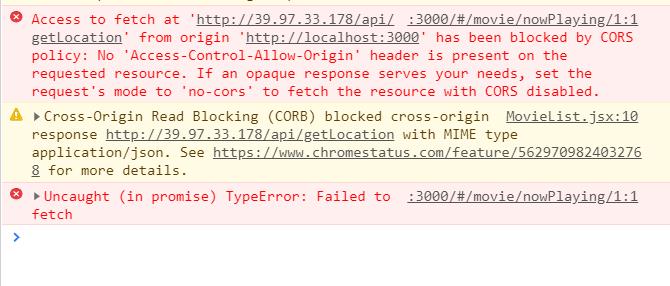 Access to fetch at 'http://39.97.33.178/api/ :3000/#/movie/nowPlaying/1:1
getLocation' from origin 'http://localhost:3000' has been blocked by CORS
policy: No 'Access-Control-Allow-Origin' header is present on the
requested resource. If an opaque response serves your needs, set the
request's mode to 'no-cors' to fetch the resource with CORS disabled.
Cross-Origin Read Blocking (CORB) blocked cross-origin MovieList.jsx:10
response http://39.97.33.178/api/getLocation with MIME type
application/json. See https://www.chromestatus.com/feature/562970982403276
8 for more details.
Uncaught (in promise) TypeError: Failed to :3000/#/movie/nowPlaying/1:1
fetch